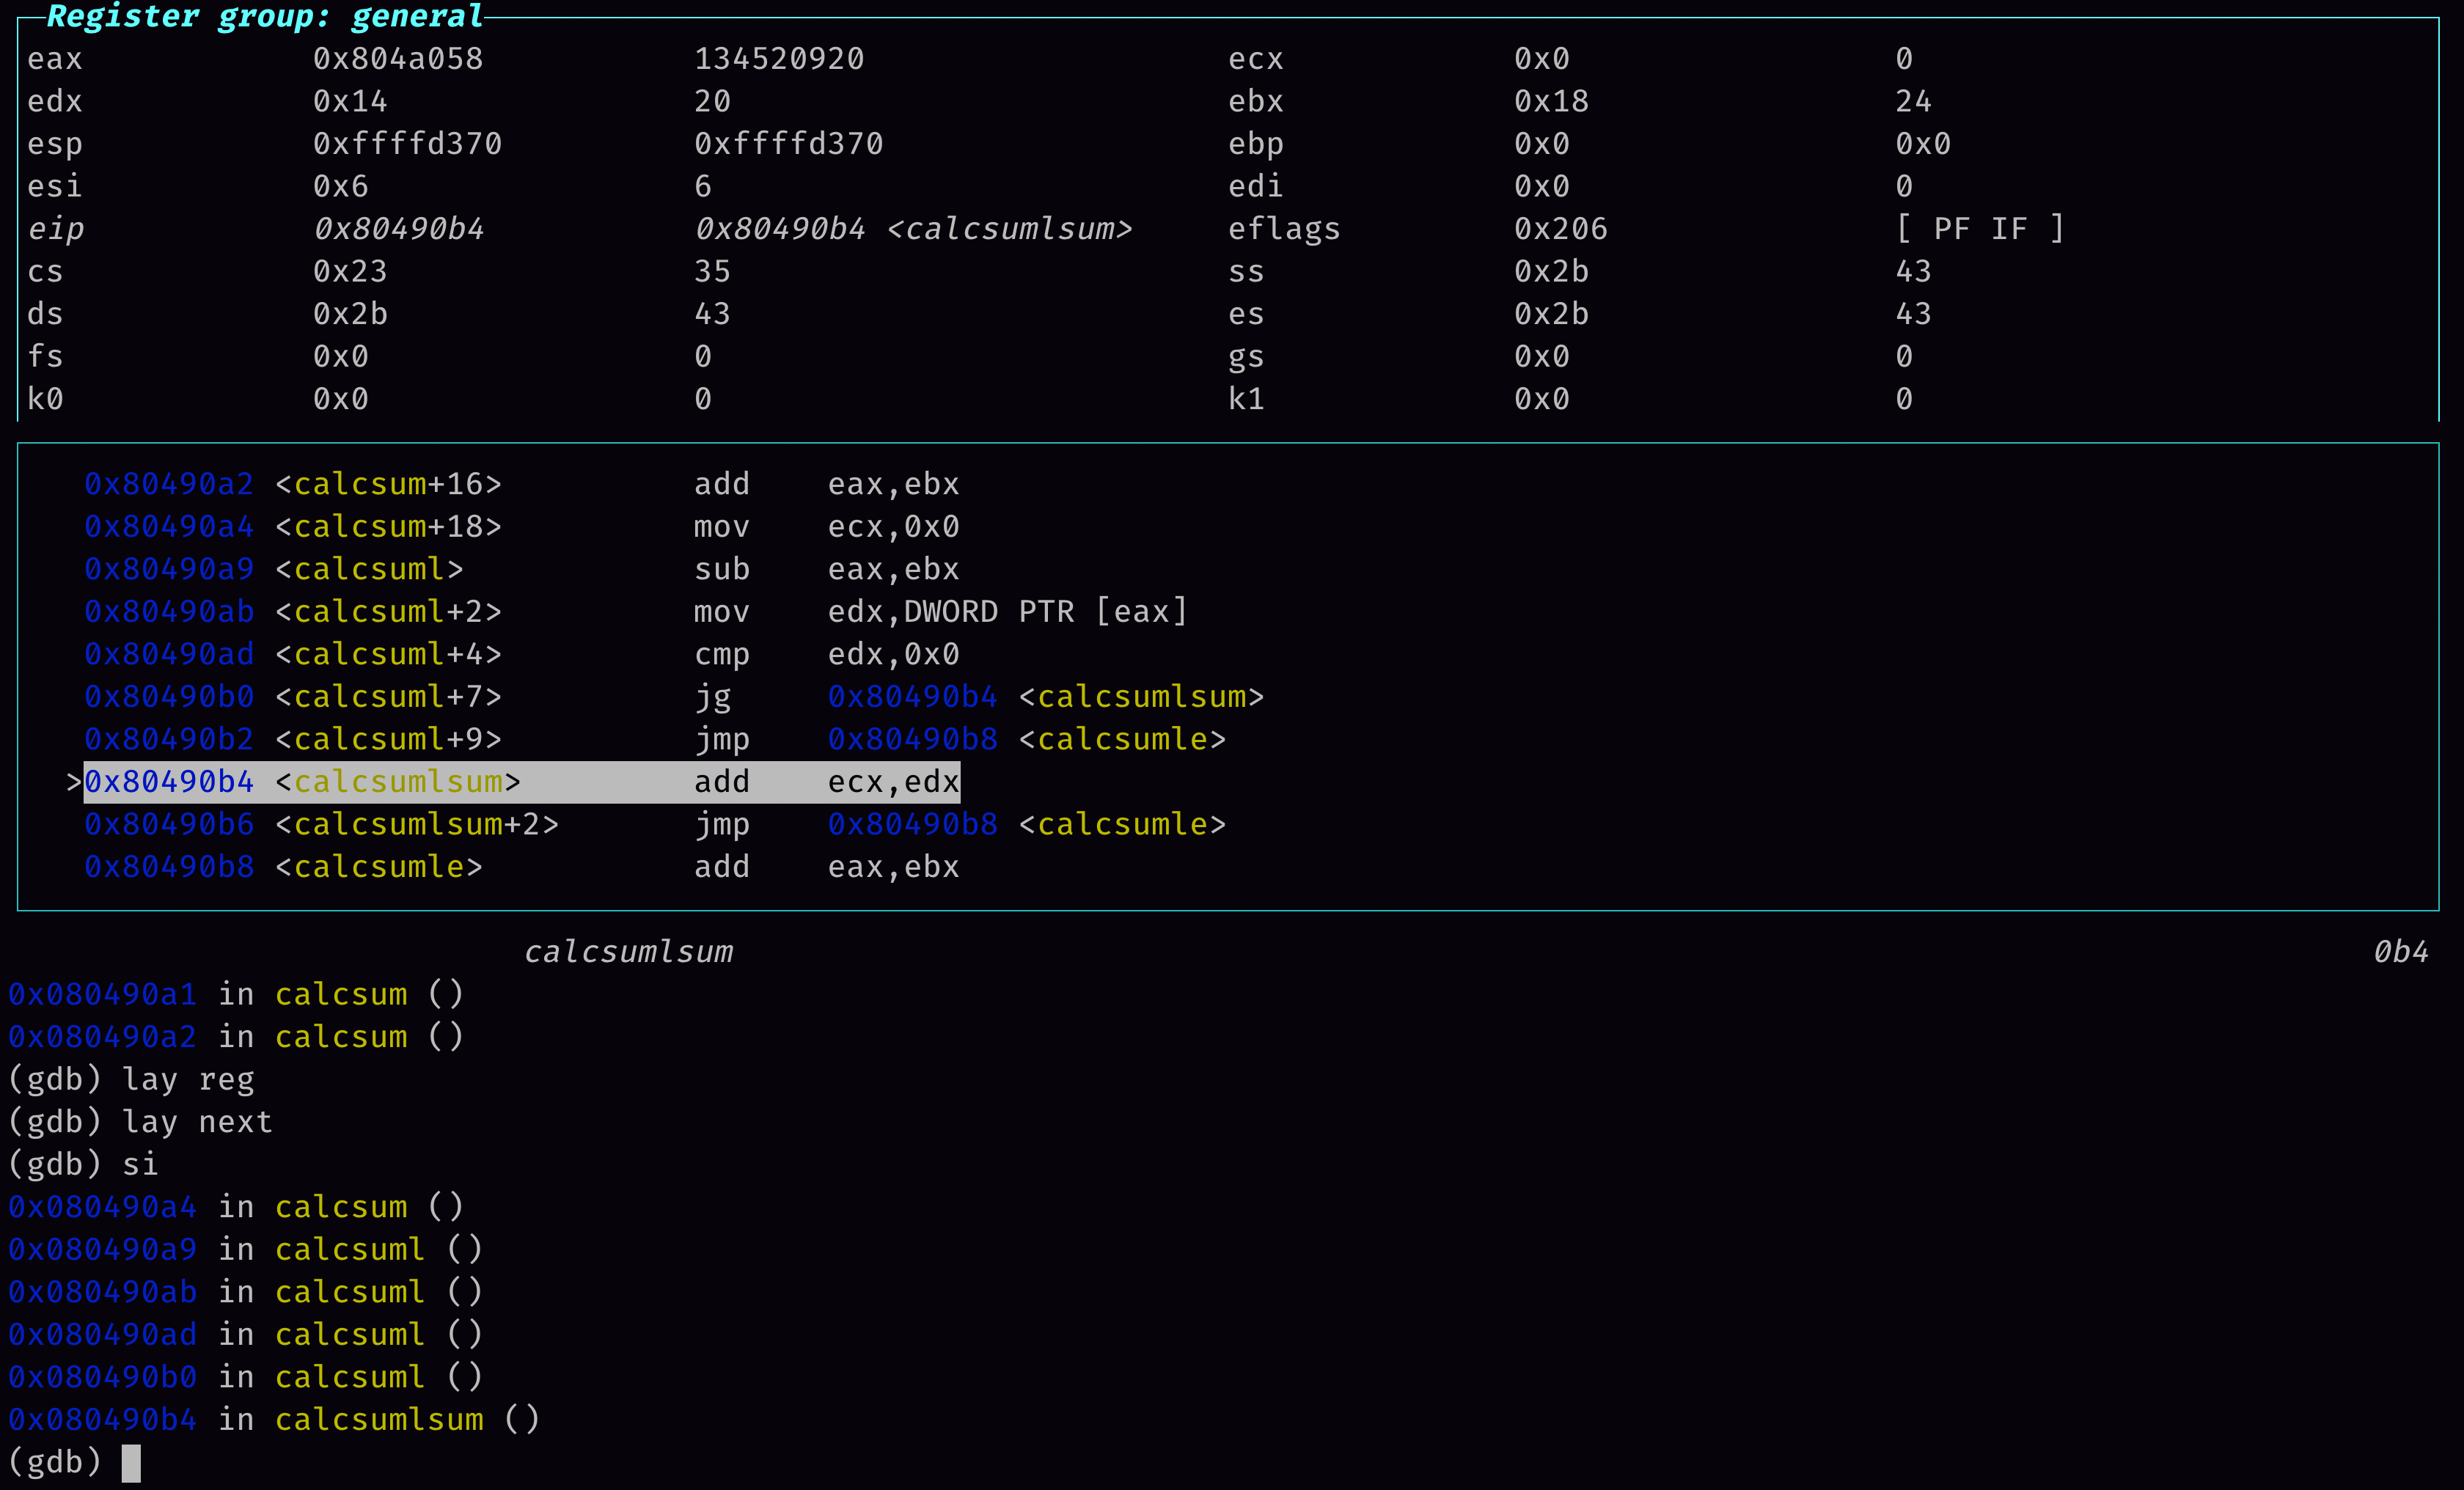 Register group: general
eax 0x804a058 134520920 ecx 0x0 0
edx 0x14 20 ebx 0x18 24
esp 0xffffd370 0xffffd370 ebp 0x0 0x0
esi 0x6 6 edi 0x0 0
eip 0x80490b4 0x80490b4 <calcsumlsum> eflags 0x206 [ PF IF ]
cs 0x23 35 ss 0x2b 43
ds 0x2b 43 es 0x2b 43
fs 0x0 0 gs 0x0 0
k0 0x0 0 k1 0x0 0
0x80490a2 <calcsum+16> add eax,ebx
0x80490a4 <calcsum+18> mov ecx,0x0
0x80490a9 <calcsuml> sub eax,ebx
0x80490ab <calcsuml+2> mov edx,DWORD PTR [eax]
0x80490ad <calcsuml+4> cmp edx,0x0
0x80490b0 <calcsuml+7> jg 0x80490b4 <calcsumlsum>
0x80490b2 <calcsuml+9> jmp 0x80490b8 <calcsumle>
>0x80490b4 <calcsumlsum> add ecx,edx
0x80490b6 <calcsumlsum+2> jmp 0x80490b8 <calcsumle>
0x80490b8 <calcsumle> add eax,ebx
calcsumlsum 0b4
0x080490a1 in calcsum ()
0x080490a2 in calcsum ()
(gdb) lay reg
(gdb) lay next
(gdb) si
0x080490a4 in calcsum ()
0x080490a9 in calcsuml ()
0x080490ab in calcsuml ()
0x080490ad in calcsuml ()
0x080490b0 in calcsuml ()
0x080490b4 in calcsumlsum ()
(gdb)